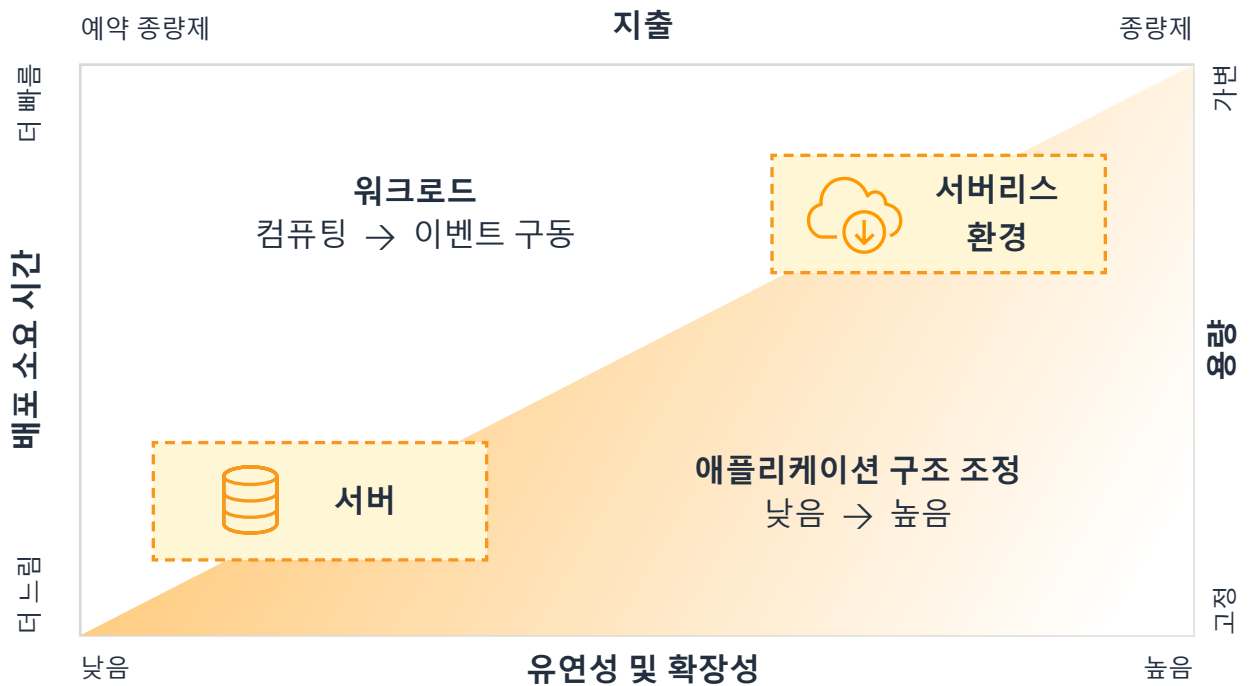 예약 종량제
지출
종량제
더 빠름
배포 소요 시간
더 느림
가변
용량
고정
워크로드
컴퓨팅 → 이벤트 구동
서버리스
환경
서버
애플리케이션 구조 조정
낮음 → 높음
낮음
유연성 및 확장성
높음